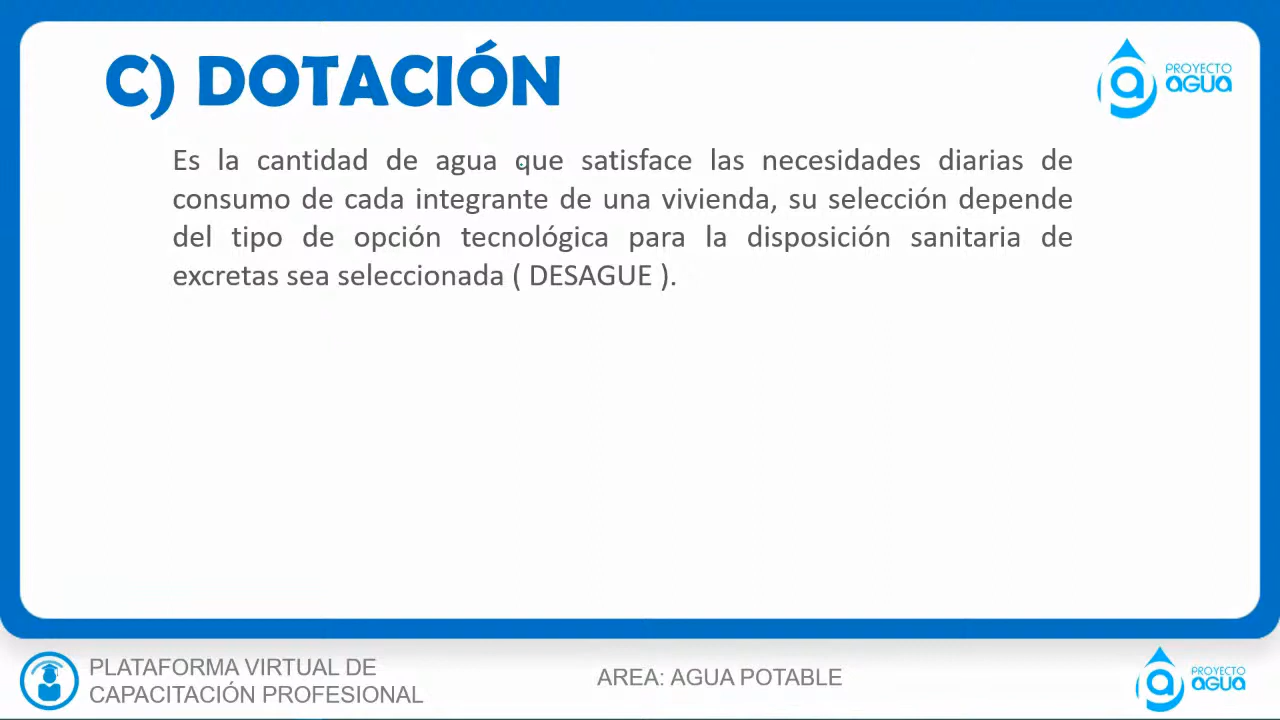 C) DOTACIÓN
PROYECTO
AGUA
Es la cantidad de agua que satisface las necesidades diarias de
consumo de cada integrante de una vivienda, su selección depende
del tipo de opción tecnológica para la disposición sanitaria de
excretas sea seleccionada ( DESAGUE ).
PLATAFORMA VIRTUAL DE
CAPACITACIÓN PROFESIONAL
AREA: AGUA POTABLE
PROYECTO
AGUA